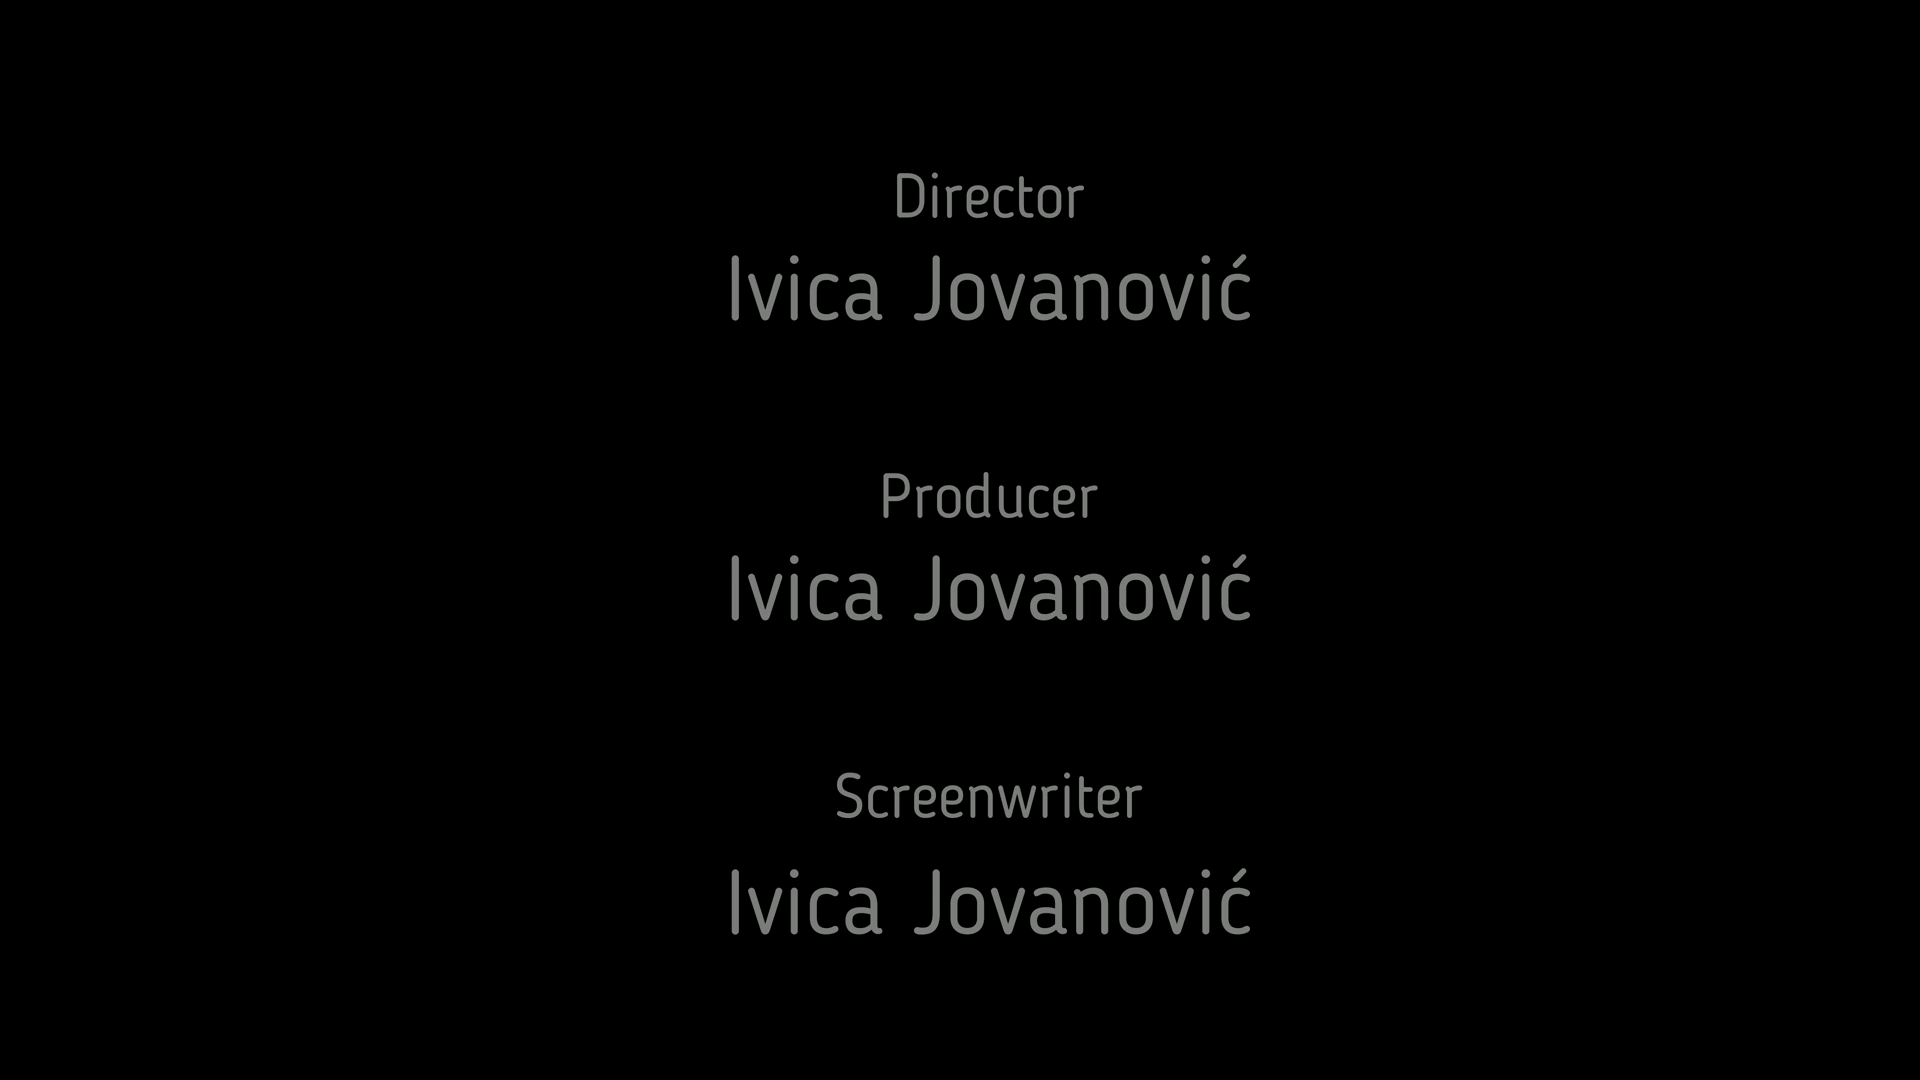 Director
Ivica Jovanović
Producer
Ivica Jovanović
Screenwriter
Ivica Jovanović